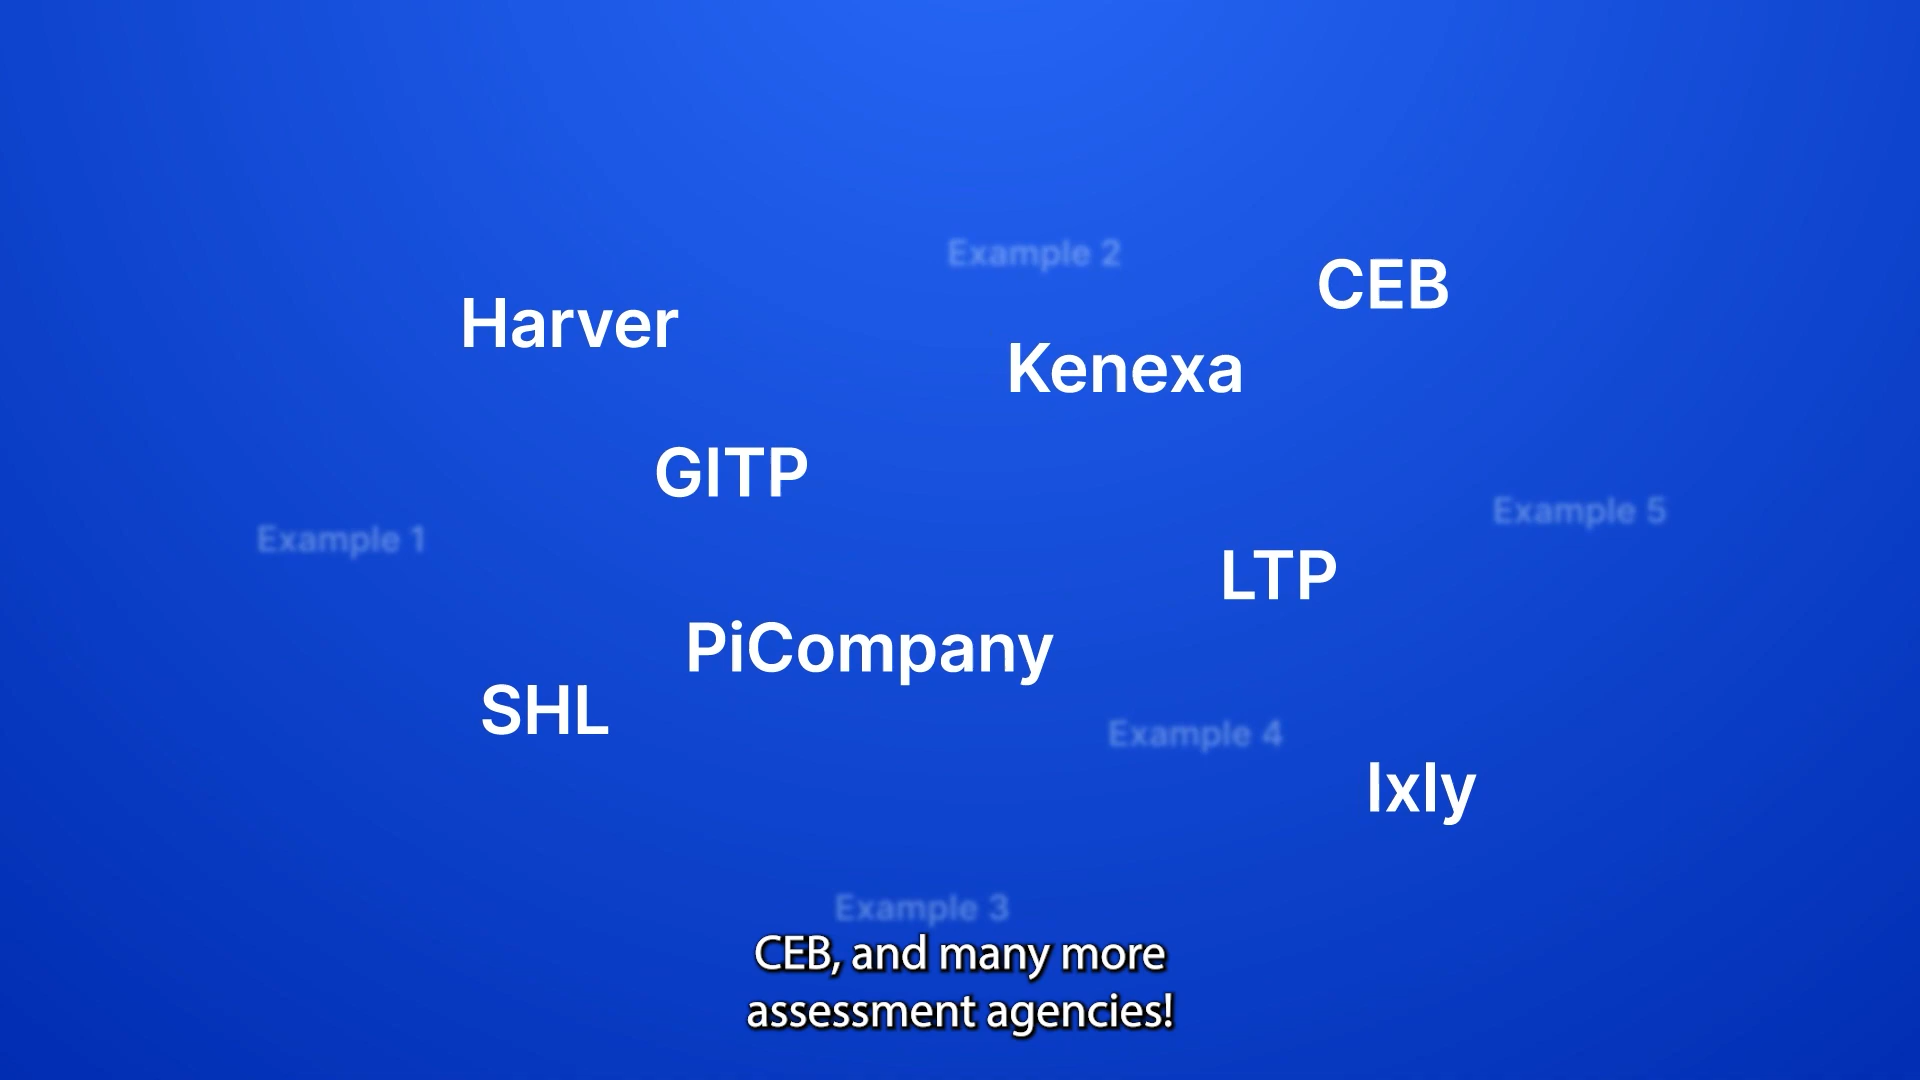 Example 2
CEB
Harver
Kenexa
GITP
Example 5
Example 1
LTP
PiCompany
SHL
Example 4
Ixly
Example 3
CEB, and many more
assessment agencies!